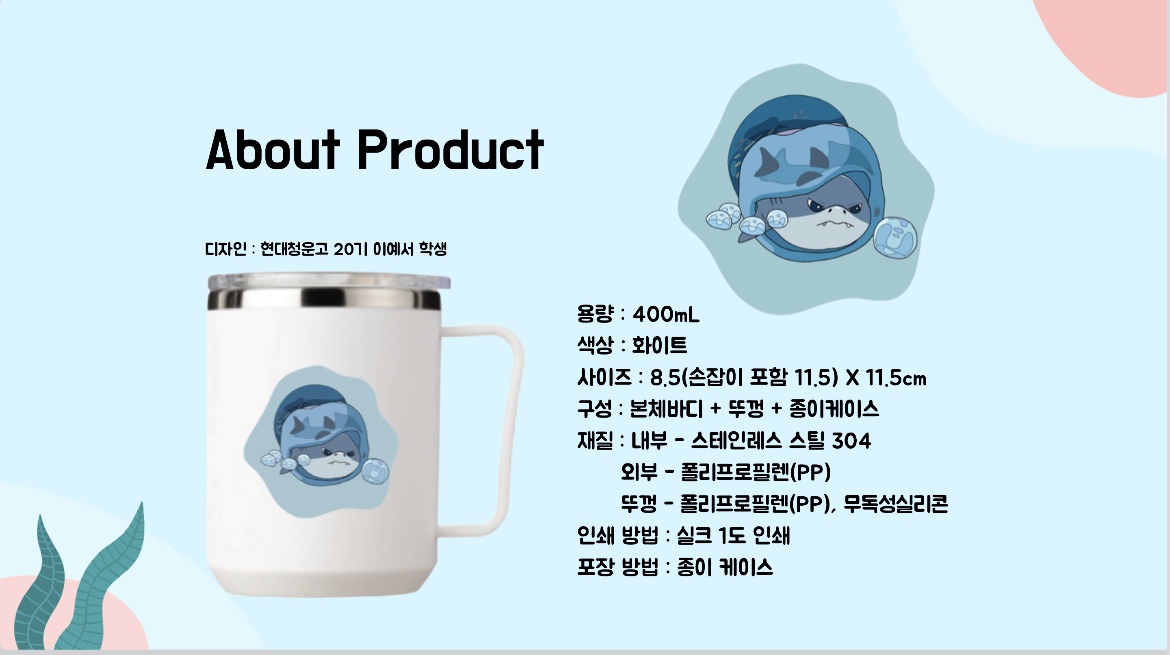 About Product
디자인 : 현대청운고 20기 이예서 학생
용량 : 400mL
색상 : 화이트
사이즈 : 8.5(손잡이 포함 11.5) X 11.5cm
구성 : 본체바디 + 뚜껑 + 종이케이스
재질 : 내부 - 스테인레스 스틸 304
외부 - 폴리프로필렌(PP)
뚜껑 - 폴리프로필렌(PP), 무독성실리콘
인쇄 방법 : 실크 1도 인쇄
포장 방법 : 종이 케이스